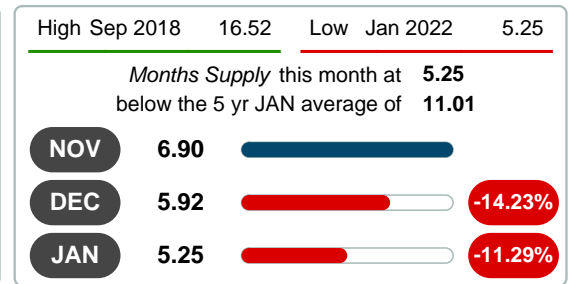 High Sep 2018 16.52 Low Jan 2022 5.25
Months Supply this month at 5.25
below the 5 yr JAN average of 11.01
NOV 6.90
DEC 5.92 -14.23%
JAN 5.25 -11.29%